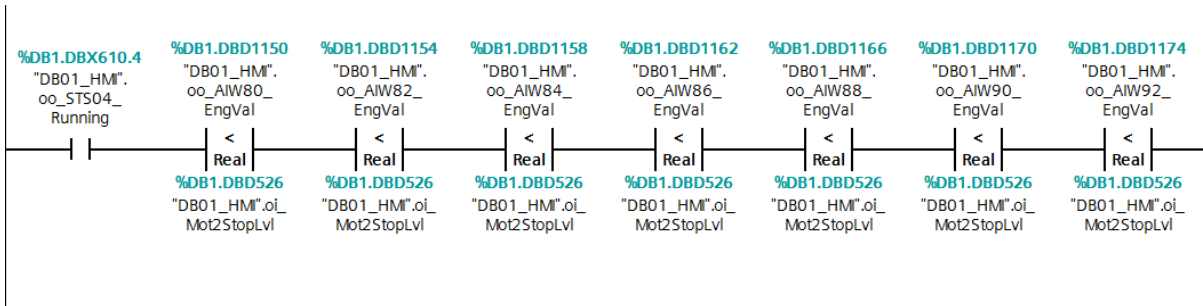 %DB1.DBX610.4
"DB01_HMI".
oo_STS04_
Running
%DB1.DBD1150
"DB01_HMI".
oo_AIW80_
EngVal
<
Real
%DB1.DBD526
"DB01_HMI".oi_
Mot2StopLvl
%DB1.DBD1154
"DB01_HMI".
oo_AIW82_
EngVal
<
Real
%DB1.DBD526
"DB01_HMI".oi_
Mot2StopLvl
%DB1.DBD1158
"DB01_HMI".
oo_AIW84_
EngVal
<
Real
%DB1.DBD526
"DB01_HMI".oi_
Mot2StopLvl
%DB1.DBD1162
"DB01_HMI".
oo_AIW86_
EngVal
<
Real
%DB1.DBD526
"DB01_HMI".oi_
Mot2StopLvl
%DB1.DBD1166
"DB01_HMI".
oo_AIW88_
EngVal
<
Real
%DB1.DBD526
"DB01_HMI".oi_
Mot2StopLvl
%DB1.DBD1170
"DB01_HMI".
oo_AIW90_
EngVal
<
Real
%DB1.DBD526
"DB01_HMI".oi_
Mot2StopLvl
%DB1.DBD1174
"DB01_HMI".
oo_AIW92_
EngVal
<
Real
%DB1.DBD526
"DB01_HMI".oi_
Mot2StopLvl